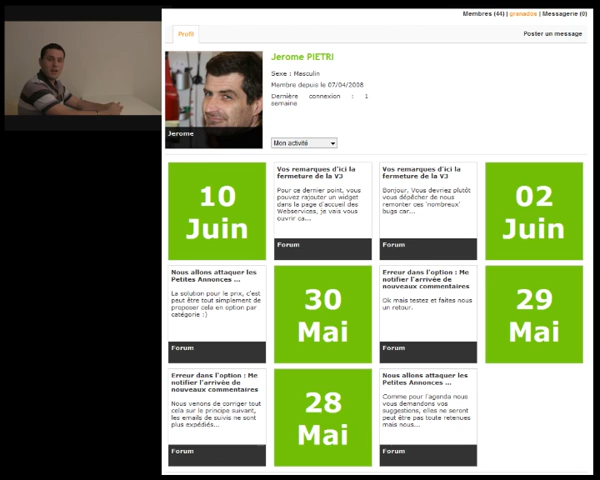 Membres (44) | granados | Messagerie (0)
Profil
Poster un message
Jerome PIETRI
Sexe : Masculin
Membre depuis le 07/04/2008
Dernière connexion : 1
semaine
Jerome
Mon activité
10
Juin
Vos remarques d'ici la
fermeture de la V3
Pour ce dernier point, vous
pouvez rajouter un widget
dans la page d'accueil des
Webservices, je vais vous
ouvrir ca...
Forum
Vos remarques d'ici la
fermeture de la V3
Bonjour. Vous devriez plutôt
vous dépêcher de nous
remonter ces 'nombreux'
bugs car...
Forum
02
Juin
Nous allons attaquer les
Petites Annonces ...
La solution pour le prix, c'est
peut être tout simplement de
proposer cela en option par
catégorie :)
Forum
30
Mai
Erreur dans l'option : Me
notifier l'arrivée de
nouveaux commentaires
Ok mais testez et faites nous
un retour.
Forum
29
Mai
Erreur dans l'option : Me
notifier l'arrivée de
nouveaux commentaires
Nous venons de corriger tout
cela sur le principe suivant,
les emails de suivis ne sont
plus expédiés...
Forum
28
Mai
Nous allons attaquer les
Petites Annonces ...
Comme pour l'agenda nous
vous demandons vos
suggestions, elles ne seront
peut être pas toute retenues
mais nous...
Forum